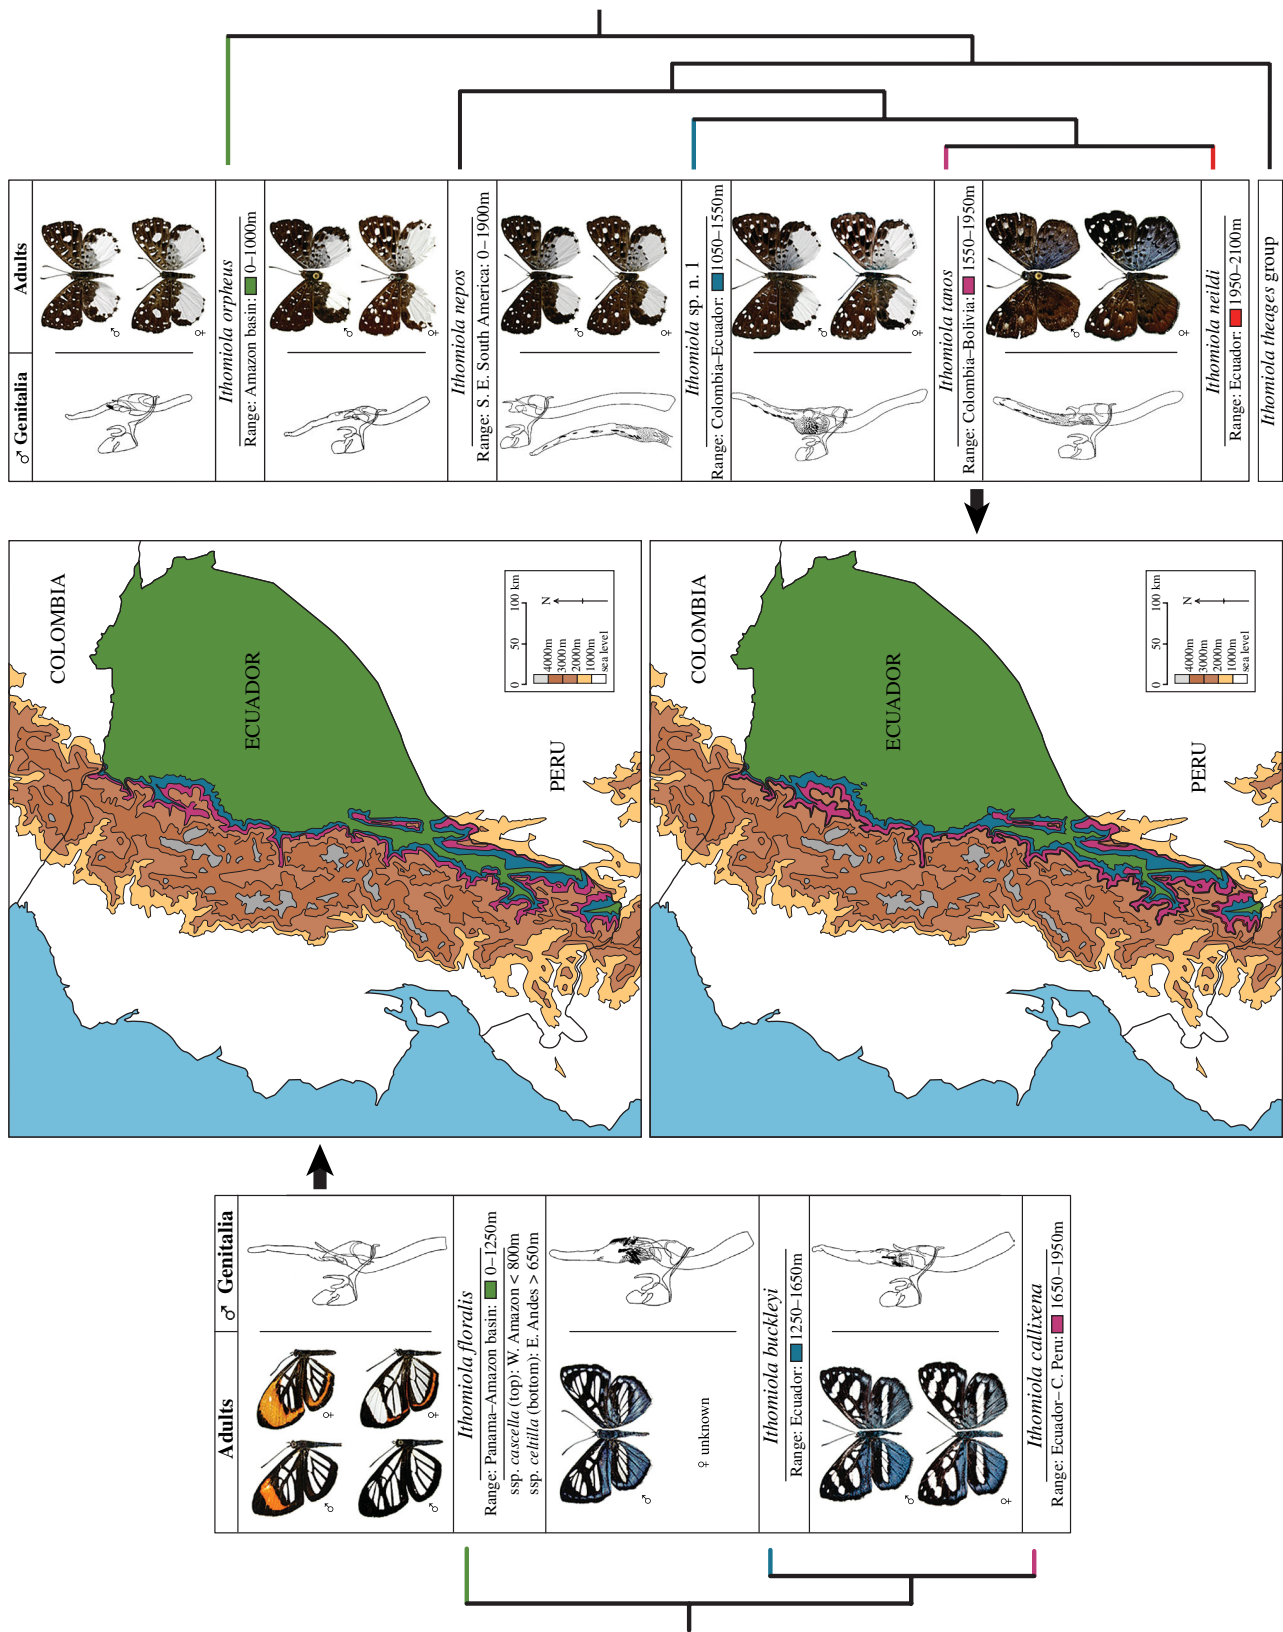 Adults
♂ Genitalia
♂
♀
Ithomiola orpheus
Range: Amazon basin: 0–1000m
♂
♀
Ithomiola nepos
Range: S. E. South America: 0–1900m
♂
♀
Ithomiola sp. n. 1
Range: Colombia–Ecuador: 1050–1550m
♂
♀
Ithomiola tanos
Range: Colombia–Bolivia: 1550–1950m
♂
♀
Ithomiola neildi
Range: Ecuador: 1950–2100m
Ithomiola theages group
COLOMBIA
ECUADOR
PERU
0 50 100 km
N
4000m
3000m
2000m
1000m
sea level
COLOMBIA
ECUADOR
PERU
0 50 100 km
N
4000m
3000m
2000m
1000m
sea level
Adults
♂ Genitalia
♂
♀
♂
♀
Ithomiola floralis
Range: Panama–Amazon basin: 0–1250m
ssp. cascella (top): W. Amazon < 800m
ssp. celtilla (bottom): E. Andes > 650m
♂
♀ unknown
Ithomiola buckleyi
Range: Ecuador: 1250–1650m
♂
♀
Ithomiola callixena
Range: Ecuador– C. Peru: 1650–1950m